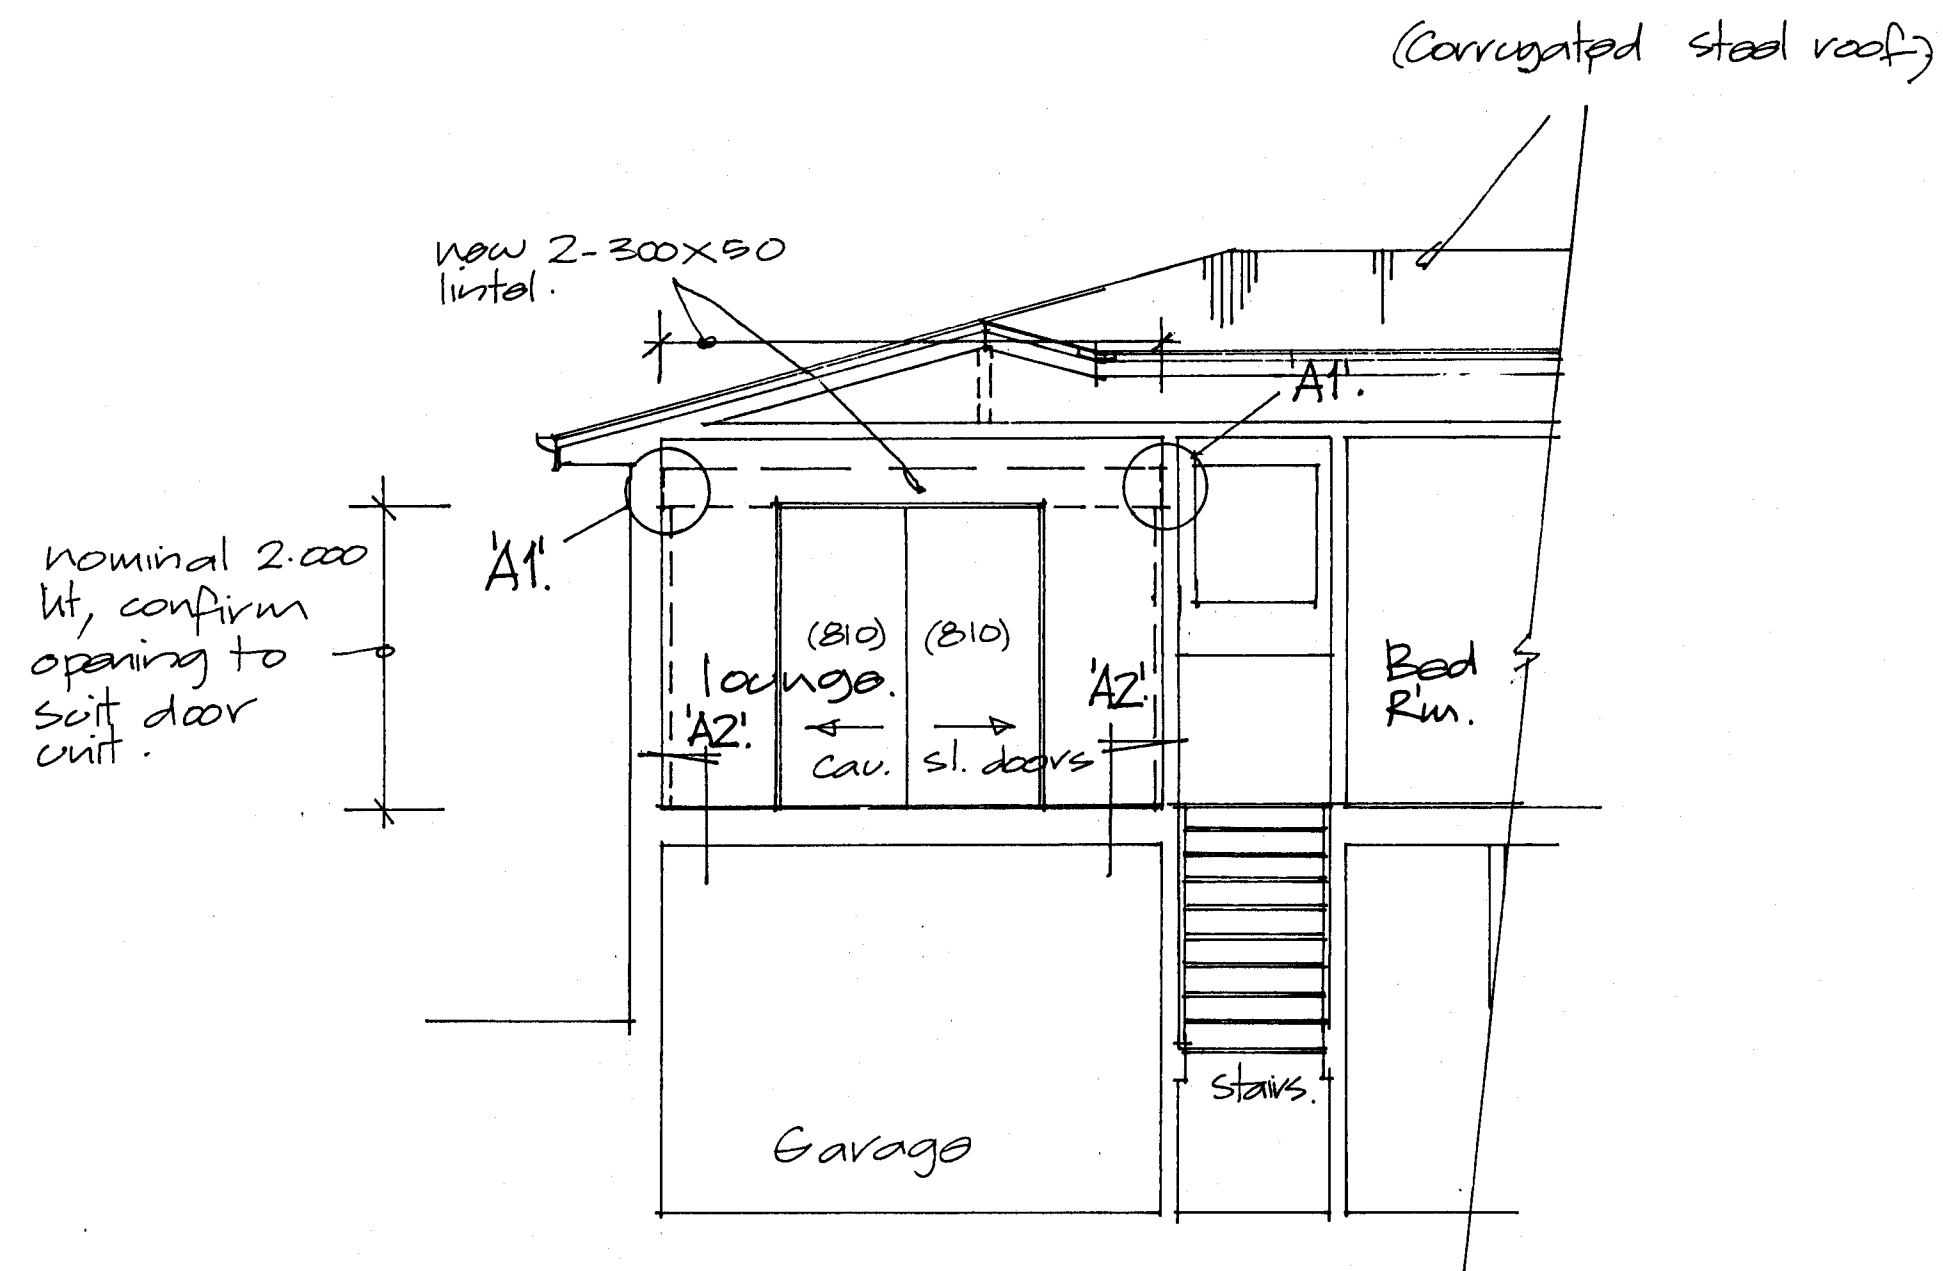 (Corrugated steel roof)
new 2-300x50
lintel.
'A1'.
'A1'.
nominal 2.000
ht, confirm
opening to
suit door
unit.
(810) (810)
lounge.
'A2'.
'A2'.
cav. sl. doors
Bed
R'm.
Stairs.
Garage